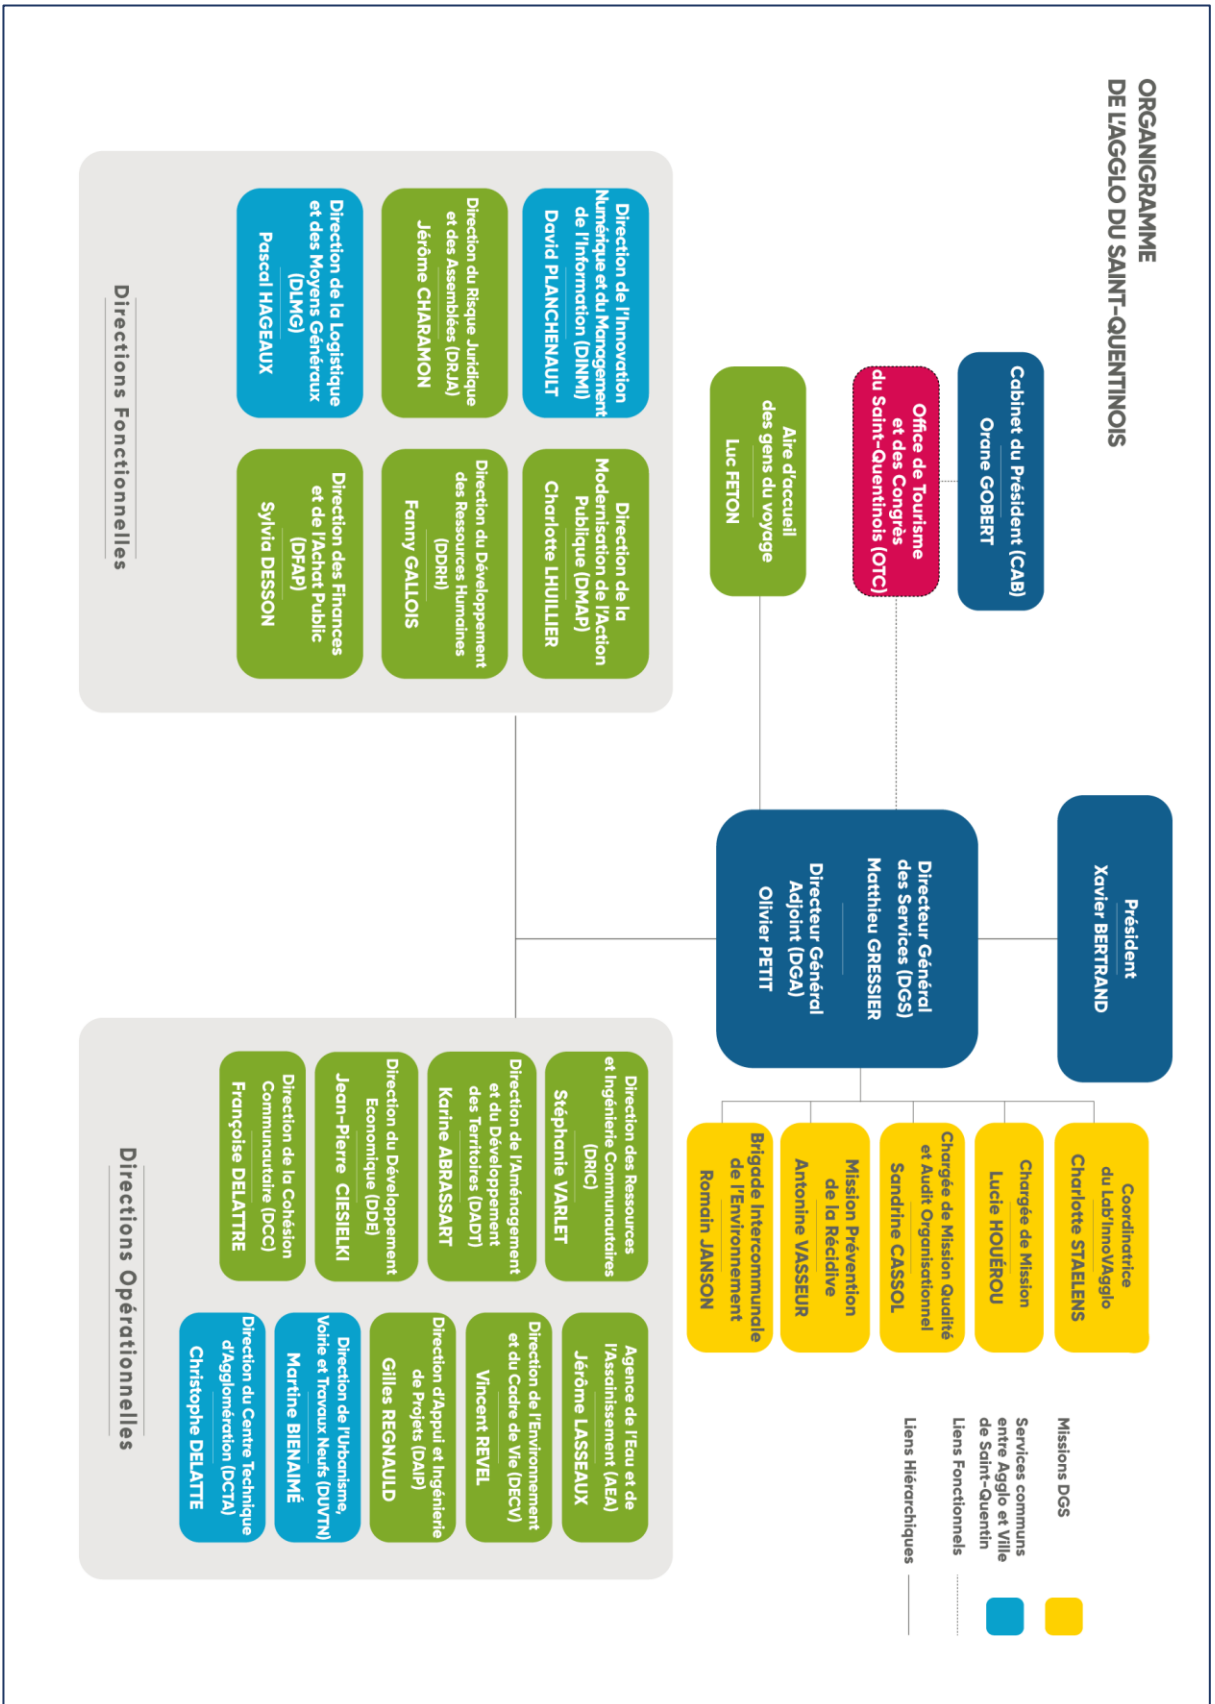 ORGANIGRAMME
DE L'AGGLO DU SAINT-QUENTINOIS
Président
Xavier BERTRAND
Cabinet du Président (CAB)
Orane GOBERT
Office de Tourisme
et des Congrès
du Saint-Quentinois (OTC)
Aire d'accueil
des gens du voyage
Luc FETON
Directeur Général
des Services (DGS)
Matthieu GRESSIER
Directeur Général
Adjoint (DGA)
Olivier PETIT
Coordinatrice
du Lab'InnoVAgglo
Charlotte STAELENS
Chargée de Mission
Lucie HOUÉROU
Chargée de Mission Qualité
et Audit Organisationnel
Sandrine CASSOL
Mission Prévention
de la Récidive
Antonine VASSEUR
Brigade Intercommunale
de l'Environnement
Romain JANSON
Missions DGS
Services communs
entre Agglo et Ville
de Saint-Quentin
Liens Fonctionnels
Liens Hiérarchiques
Direction de l'Innovation
Numérique et du Management
de l'Information (DINMI)
David PLANCHENAULT
Direction de la
Modernisation de l'Action
Publique (DMAP)
Charlotte LHUILLIER
Direction du Risque Juridique
et des Assemblées (DRJA)
Jérôme CHARAMON
Direction du Développement
des Ressources Humaines
(DDRH)
Fanny GALLOIS
Direction de la Logistique
et des Moyens Généraux
(DLMG)
Pascal HAGEAUX
Direction des Finances
et de l'Achat Public
(DFAP)
Sylvia DESSON
Directions Fonctionnelles
Direction des Ressources
et Ingénierie Communautaires
(DRIC)
Stéphanie VARLET
Direction de l'Aménagement
et du Développement
des Territoires (DADT)
Karine ABRASSART
Direction du Développement
Economique (DDE)
Jean-Pierre CIESIELKI
Direction de la Cohésion
Communautaire (DCC)
Françoise DELATTRE
Agence de l'Eau et de
l'Assainissement (AEA)
Jérôme LASSEAUX
Direction de l'Environnement
et du Cadre de Vie (DECV)
Vincent REVEL
Direction d'Appui et Ingénierie
de Projets (DAIP)
Gilles REGNAULD
Direction de l'Urbanisme,
Voirie et Travaux Neufs (DUVTN)
Martine BIENAIMÉ
Direction du Centre Technique
d'Agglomération (DCTA)
Christophe DELATTE
Directions Opérationnelles